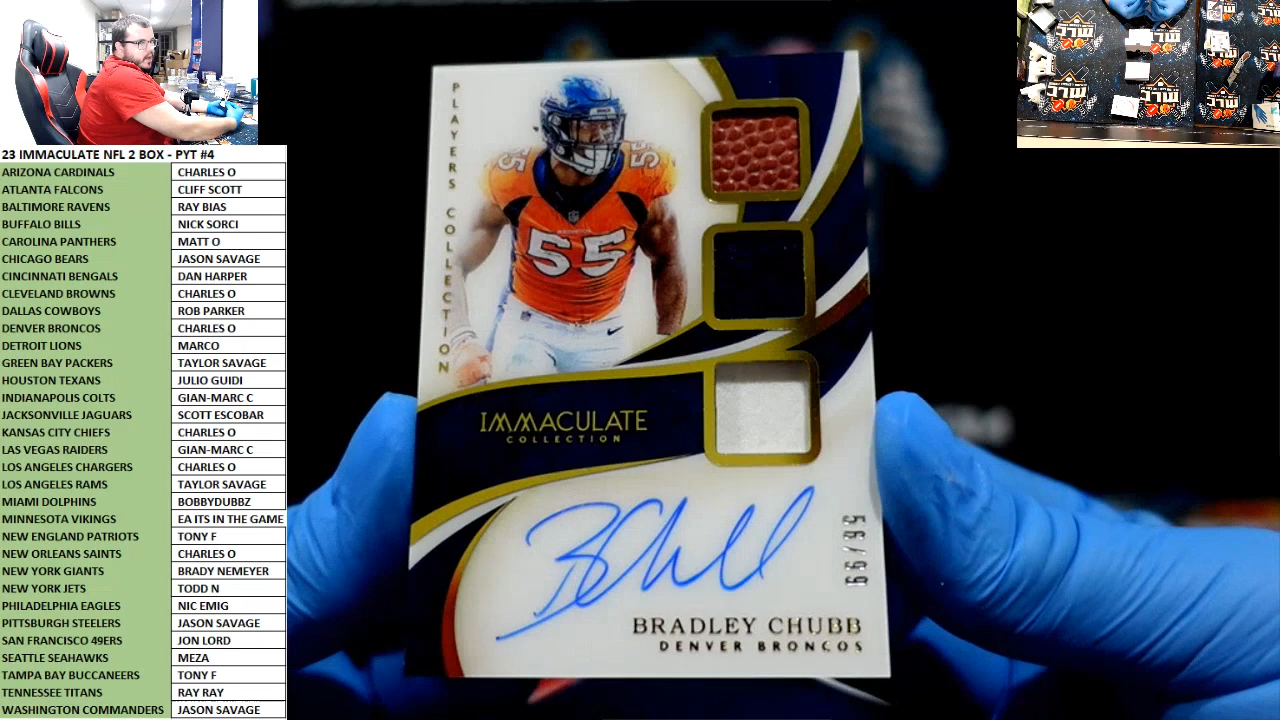 23 IMMACULATE NFL 2 BOX - PYT #4
ARIZONA CARDINALS CHARLES O
ATLANTA FALCONS CLIFF SCOTT
BALTIMORE RAVENS RAY BIAS
BUFFALO BILLS NICK SORCI
CAROLINA PANTHERS MATT O
CHICAGO BEARS JASON SAVAGE
CINCINNATI BENGALS DAN HARPER
CLEVELAND BROWNS CHARLES O
DALLAS COWBOYS ROB PARKER
DENVER BRONCOS CHARLES O
DETROIT LIONS MARCO
GREEN BAY PACKERS TAYLOR SAVAGE
HOUSTON TEXANS JULIO GUIDI
INDIANAPOLIS COLTS GIAN-MARC C
JACKSONVILLE JAGUARS SCOTT ESCOBAR
KANSAS CITY CHIEFS CHARLES O
LAS VEGAS RAIDERS GIAN-MARC C
LOS ANGELES CHARGERS CHARLES O
LOS ANGELES RAMS TAYLOR SAVAGE
MIAMI DOLPHINS BOBBYDUBBZ
MINNESOTA VIKINGS EA ITS IN THE GAME
NEW ENGLAND PATRIOTS TONY F
NEW ORLEANS SAINTS CHARLES O
NEW YORK GIANTS BRADY NEMEYER
NEW YORK JETS TODD N
PHILADELPHIA EAGLES NIC EMIG
PITTSBURGH STEELERS JASON SAVAGE
SAN FRANCISCO 49ERS JON LORD
SEATTLE SEAHAWKS MEZA
TAMPA BAY BUCCANEERS TONY F
TENNESSEE TITANS RAY RAY
WASHINGTON COMMANDERS JASON SAVAGE
PLAYERS COLLECTION
55
55
55
IMMACULATE
COLLECTION
B Chubb
BRADLEY CHUBB
DENVER BRONCOS